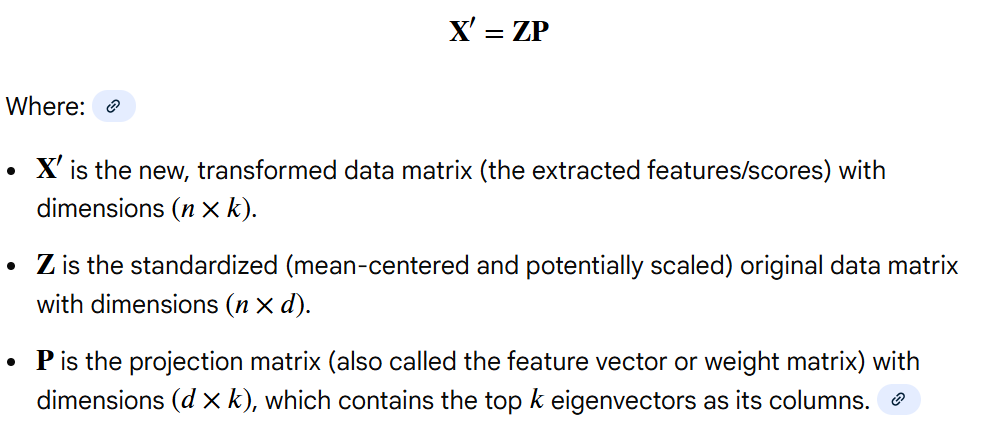 X′ = ZP
Where:
• X′ is the new, transformed data matrix (the extracted features/scores) with
dimensions (n × k).
• Z is the standardized (mean-centered and potentially scaled) original data matrix
with dimensions (n × d).
• P is the projection matrix (also called the feature vector or weight matrix) with
dimensions (d × k), which contains the top k eigenvectors as its columns.